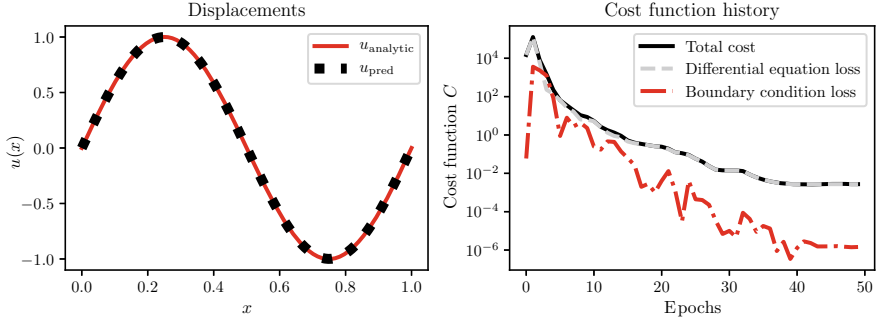 Displacements
u_analytic
u_pred
u(x)
1.0
0.5
0.0
−0.5
−1.0
0.0 0.2 0.4 0.6 0.8 1.0
x
Cost function history
Total cost
Differential equation loss
Boundary condition loss
Cost function C
10^4
10^2
10^0
10^−2
10^−4
10^−6
0 10 20 30 40 50
Epochs